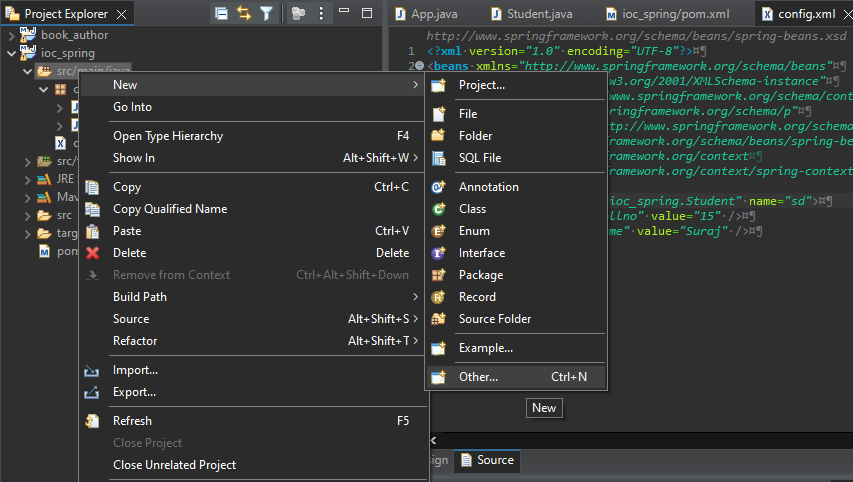 Project Explorer
App.java
Student.java
ioc_spring/pom.xml
config.xml
book_author
ioc_spring
src/main/java
src/
JRE
Mav
src
targ
pom
http://www.springframework.org/schema/beans/spring-beans.xsd
1 <?xml version="1.0" encoding="UTF-8"?>¤¶
2 <beans xmlns="http://www.springframework.org/schema/beans"
w3.org/2001/XMLSchema-instance"
www.springframework.org/schema/cont
ramework.org/schema/p"
tp://www.springframework.org/schema
ramework.org/schema/beans/spring-be
ramework.org/context¤¶
ramework.org/context/spring-context
ioc_spring.Student" name="sd">¤¶
llno" value="15" />¤¶
me" value="Suraj" />¤¶
New
Go Into
Open Type Hierarchy F4
Show In Alt+Shift+W
Copy Ctrl+C
Copy Qualified Name
Paste Ctrl+V
Delete Delete
Remove from Context Ctrl+Alt+Shift+Down
Build Path
Source Alt+Shift+S
Refactor Alt+Shift+T
Import...
Export...
Refresh F5
Close Project
Close Unrelated Project
Project...
File
Folder
SQL File
Annotation
Class
Enum
Interface
Package
Record
Source Folder
Example...
Other... Ctrl+N
New
sign
Source